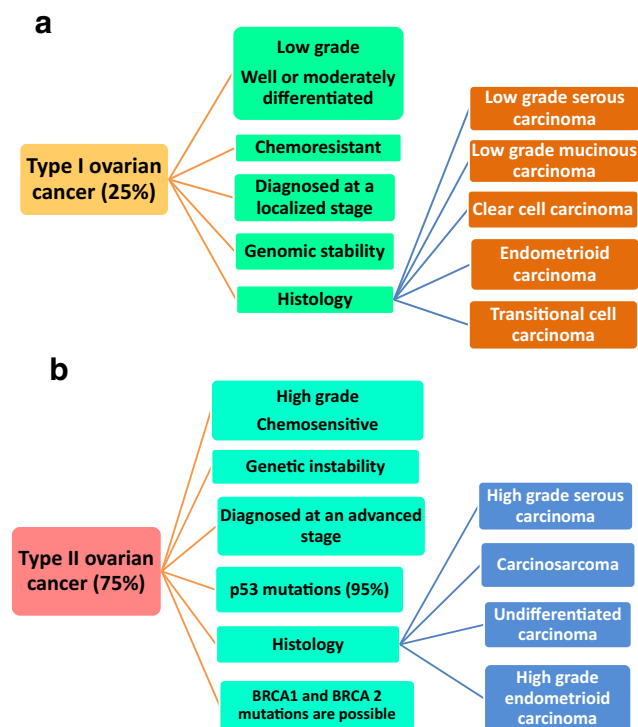 a
Low grade
Well or moderately
differentiated
Chemoresistant
Type I ovarian
cancer (25%)
Diagnosed at a
localized stage
Genomic stability
Histology
Low grade serous
carcinoma
Low grade mucinous
carcinoma
Clear cell carcinoma
Endometrioid
carcinoma
Transitional cell
carcinoma
b
High grade
Chemosensitive
Genetic instability
Diagnosed at an advanced
stage
Type II ovarian
cancer (75%)
p53 mutations (95%)
Histology
BRCA1 and BRCA 2
mutations are possible
High grade serous
carcinoma
Carcinosarcoma
Undifferentiated
carcinoma
High grade
endometrioid
carcinoma